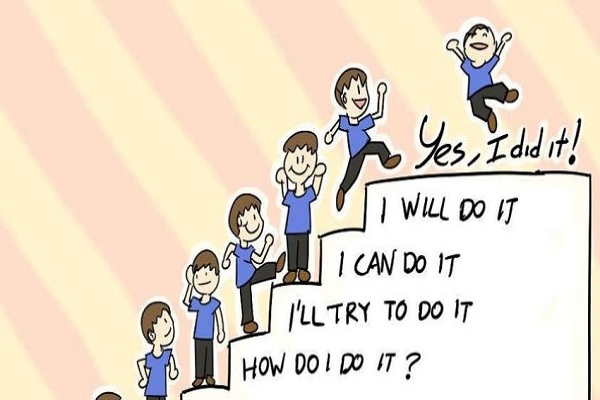 Yes, I did it!
I WILL DO IT
I CAN DO IT
I'LL TRY TO DO IT
HOW DO I DO IT?